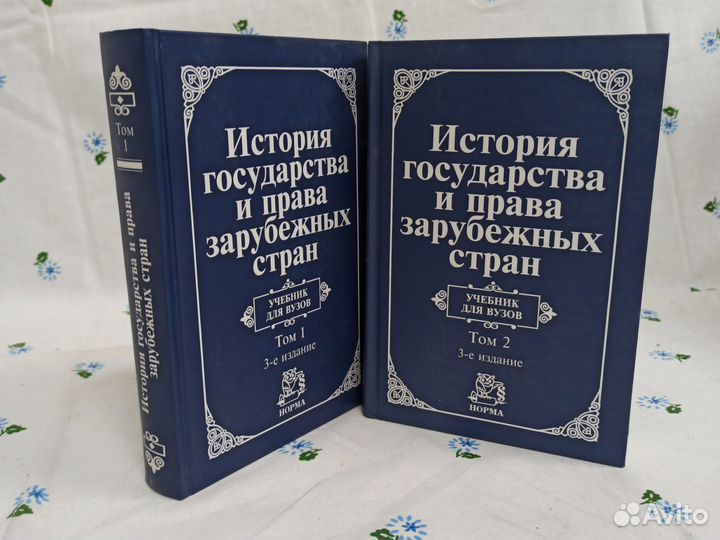 Том
1
История государства и права
зарубежных стран
История
государства
и права
зарубежных
стран
УЧЕБНИК
ДЛЯ ВУЗОВ
Том 1
3-е издание
НОРМА
История
государства
и права
зарубежных
стран
УЧЕБНИК
ДЛЯ ВУЗОВ
Том 2
3-е издание
НОРМА
Avito